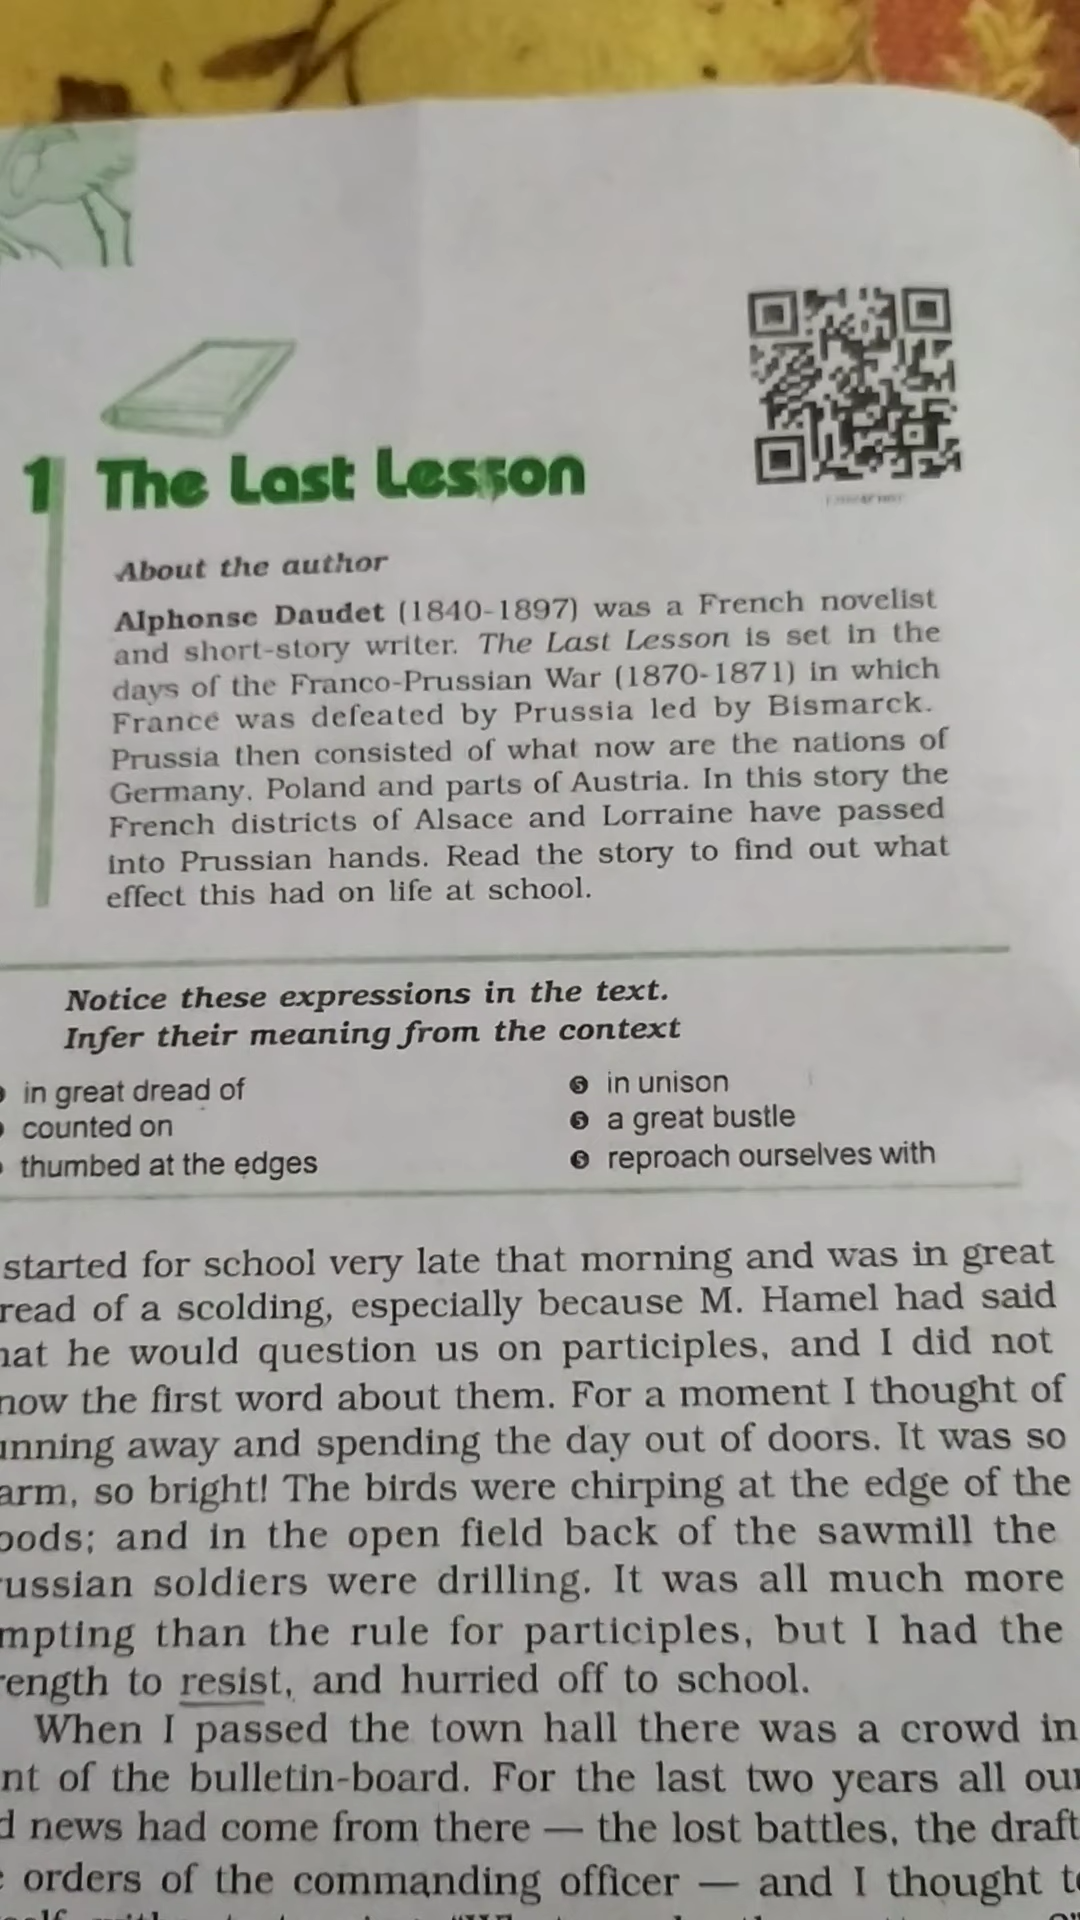 1 The Last Lesson
About the author
Alphonse Daudet (1840-1897) was a French novelist
and short-story writer. The Last Lesson is set in the
days of the Franco-Prussian War (1870-1871) in which
France was defeated by Prussia led by Bismarck.
Prussia then consisted of what now are the nations of
Germany, Poland and parts of Austria. In this story the
French districts of Alsace and Lorraine have passed
into Prussian hands. Read the story to find out what
effect this had on life at school.
Notice these expressions in the text.
Infer their meaning from the context
in great dread of
counted on
thumbed at the edges
in unison
a great bustle
reproach ourselves with
started for school very late that morning and was in great
read of a scolding, especially because M. Hamel had said
hat he would question us on participles, and I did not
now the first word about them. For a moment I thought of
unning away and spending the day out of doors. It was so
arm, so bright! The birds were chirping at the edge of the
oods; and in the open field back of the sawmill the
russian soldiers were drilling. It was all much more
mpting than the rule for participles, but I had the
rength to resist, and hurried off to school.
When I passed the town hall there was a crowd in
nt of the bulletin-board. For the last two years all our
d news had come from there — the lost battles, the draft
e orders of the commanding officer — and I thought to